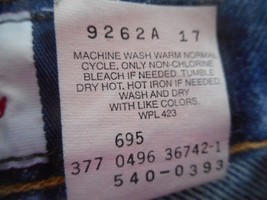 9262A 17
MACHINE WASH WARM NORMAL
CYCLE. ONLY NON-CHLORINE
BLEACH IF NEEDED. TUMBLE
DRY HOT. HOT IRON IF NEEDED.
WASH AND DRY
WITH LIKE COLORS.
WPL 423
695
377 0496 36742-1
540-0393